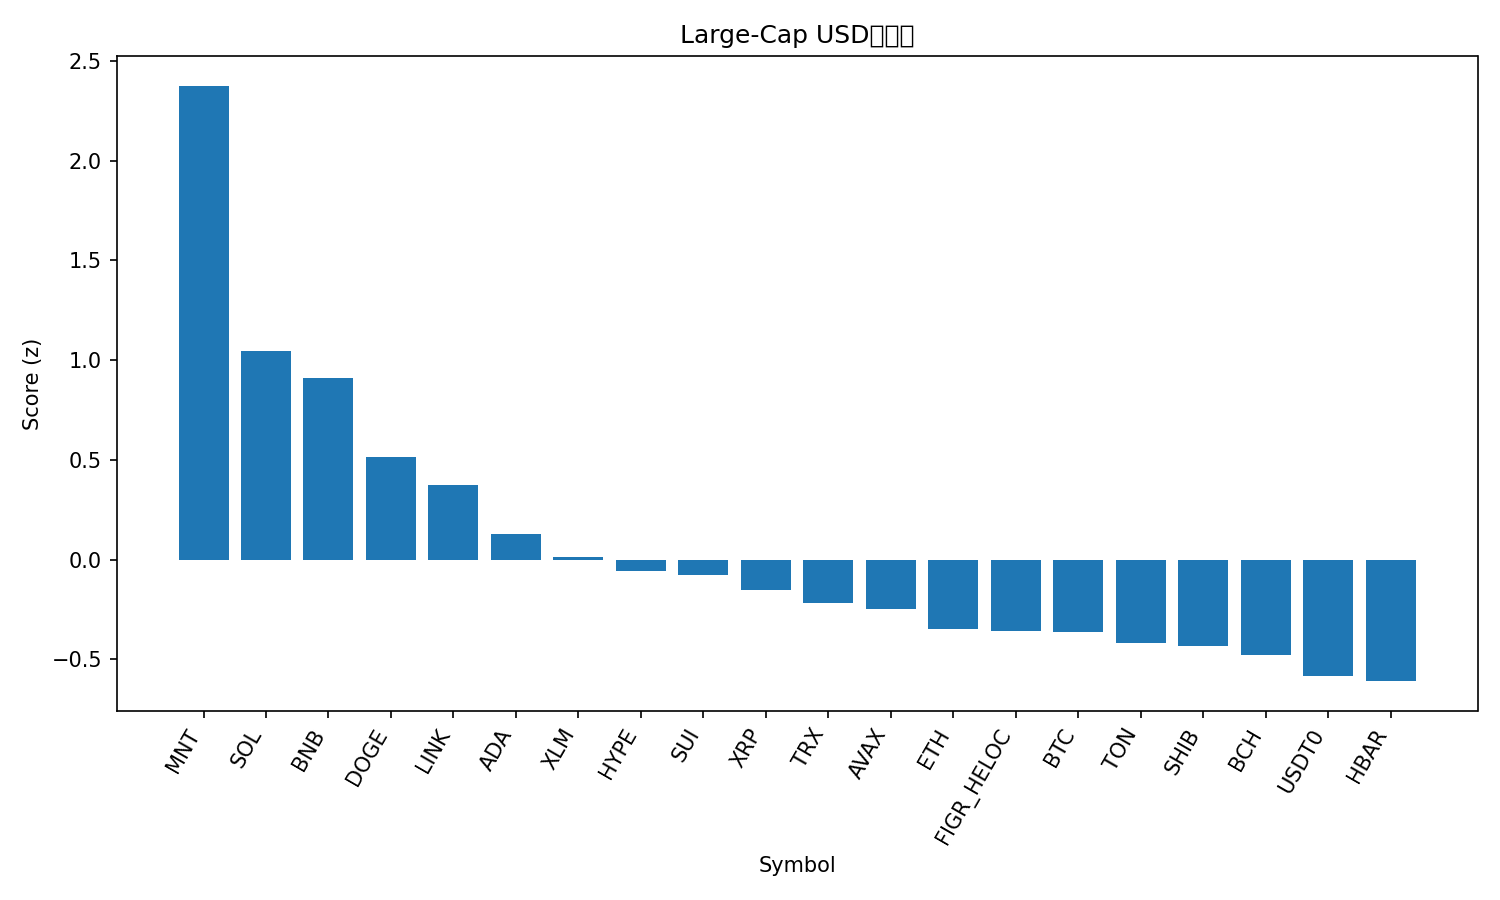 Large-Cap USD
Score (z)
2.5
2.0
1.5
1.0
0.5
0.0
−0.5
MNT
SOL
BNB
DOGE
LINK
ADA
XLM
HYPE
SUI
XRP
TRX
AVAX
ETH
FIGR_HELOC
BTC
TON
SHIB
BCH
USDT0
HBAR
Symbol